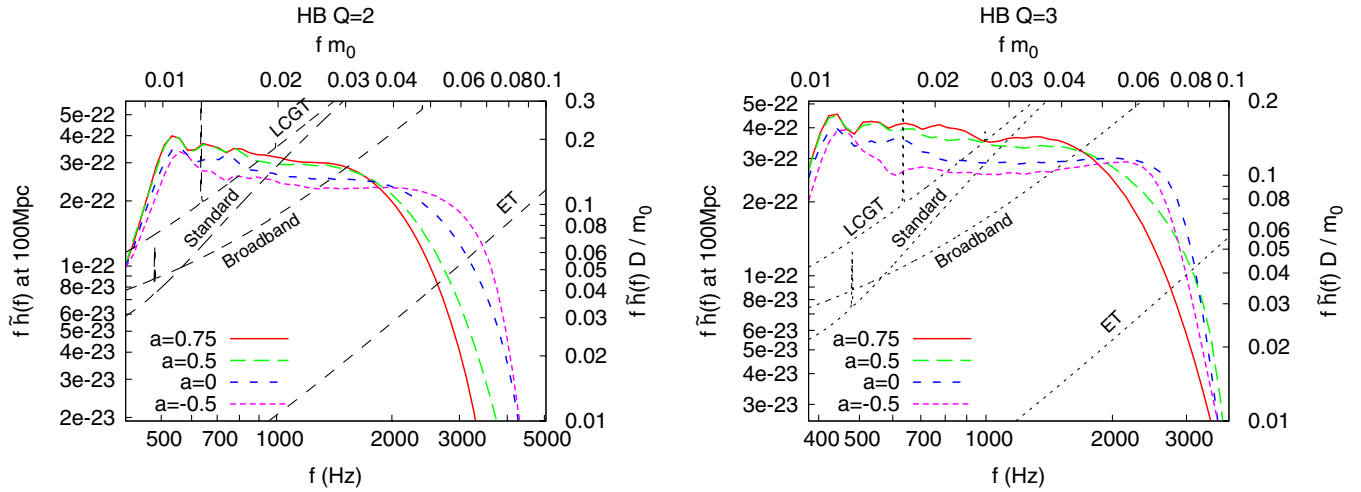 HB Q=2
f m0
0.01 0.02 0.03 0.04 0.06 0.08 0.1
5e-22
4e-22
3e-22
2e-22
1e-22
8e-23
6e-23
5e-23
4e-23
3e-23
2e-23
f h̃(f) at 100Mpc
0.3
0.2
0.1
0.08
0.06
0.05
0.04
0.03
0.02
0.01
f h̃(f) D / m0
LCGT
Standard
Broadband
ET
a=0.75
a=0.5
a=0
a=-0.5
500 700 1000 2000 3000 5000
f (Hz)
HB Q=3
f m0
0.01 0.02 0.03 0.04 0.06 0.08 0.1
5e-22
4e-22
3e-22
2e-22
1e-22
8e-23
6e-23
5e-23
4e-23
3e-23
f h̃(f) at 100Mpc
0.2
0.1
0.08
0.06
0.05
0.04
0.03
0.02
0.01
f h̃(f) D / m0
LCGT
Standard
Broadband
ET
a=0.75
a=0.5
a=0
a=-0.5
400 500 700 1000 2000 3000
f (Hz)